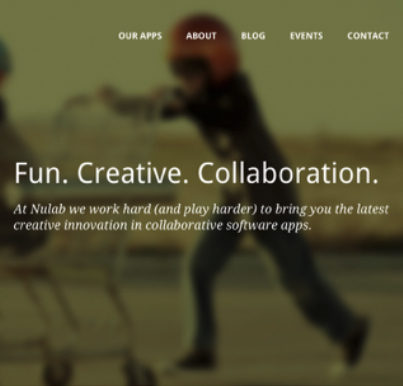 OUR APPS ABOUT BLOG EVENTS CONTACT
Fun. Creative. Collaboration.
At Nulab we work hard (and play harder) to bring you the latest
creative innovation in collaborative software apps.